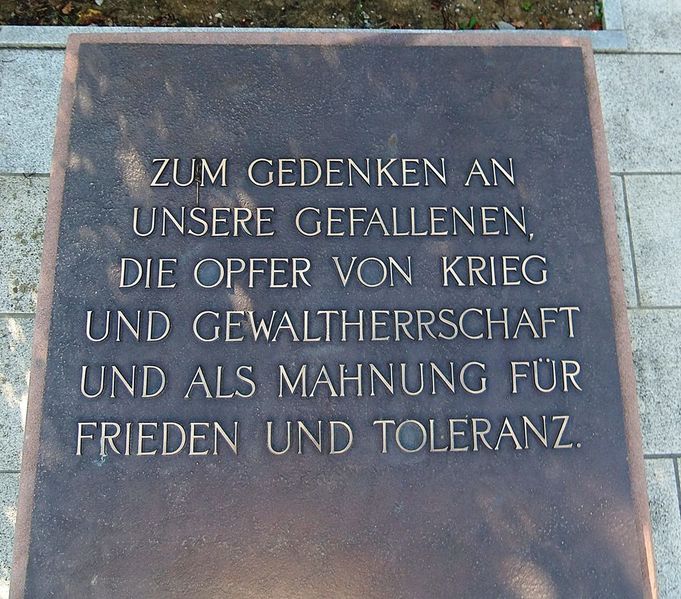 ZUM GEDENKEN AN
UNSERE GEFALLENEN,
DIE OPFER VON KRIEG
UND GEWALTHERRSCHAFT
UND ALS MAHNUNG FÜR
FRIEDEN UND TOLERANZ.